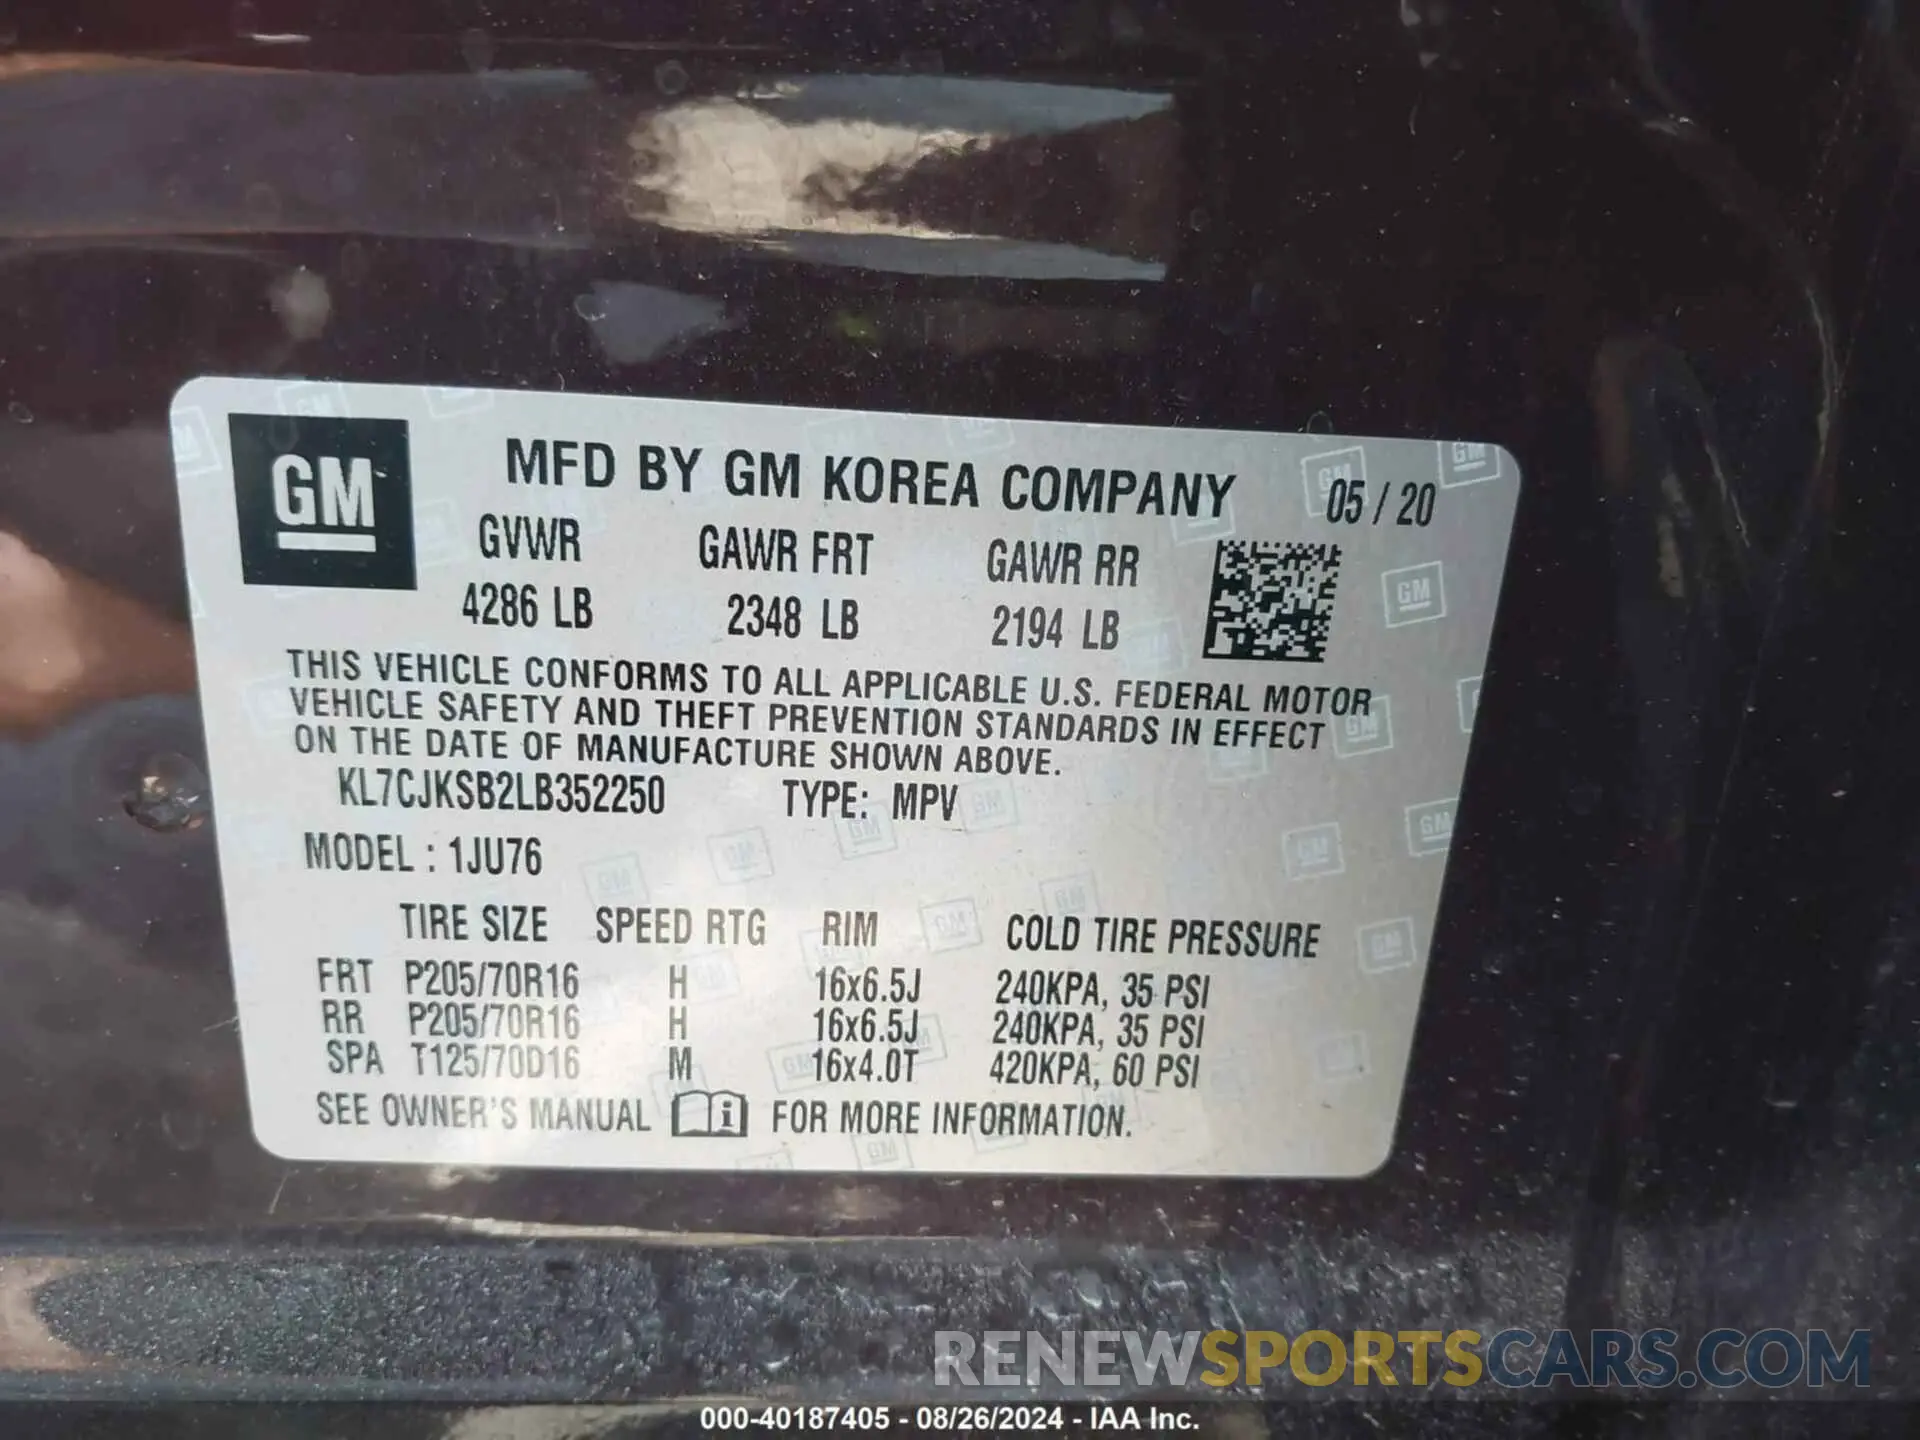 GM
MFD BY GM KOREA COMPANY 05 / 20
GVWR GAWR FRT GAWR RR
4286 LB 2348 LB 2194 LB
THIS VEHICLE CONFORMS TO ALL APPLICABLE U.S. FEDERAL MOTOR
VEHICLE SAFETY AND THEFT PREVENTION STANDARDS IN EFFECT
ON THE DATE OF MANUFACTURE SHOWN ABOVE.
KL7CJKSB2LB352250 TYPE: MPV
MODEL : 1JU76
TIRE SIZE SPEED RTG RIM COLD TIRE PRESSURE
FRT P205/70R16 H 16x6.5J 240KPA, 35 PSI
RR P205/70R16 H 16x6.5J 240KPA, 35 PSI
SPA T125/70D16 M 16x4.0T 420KPA, 60 PSI
SEE OWNER'S MANUAL i FOR MORE INFORMATION.
RENEWSPORTSCARS.COM
000-40187405 - 08/26/2024 - IAA Inc.